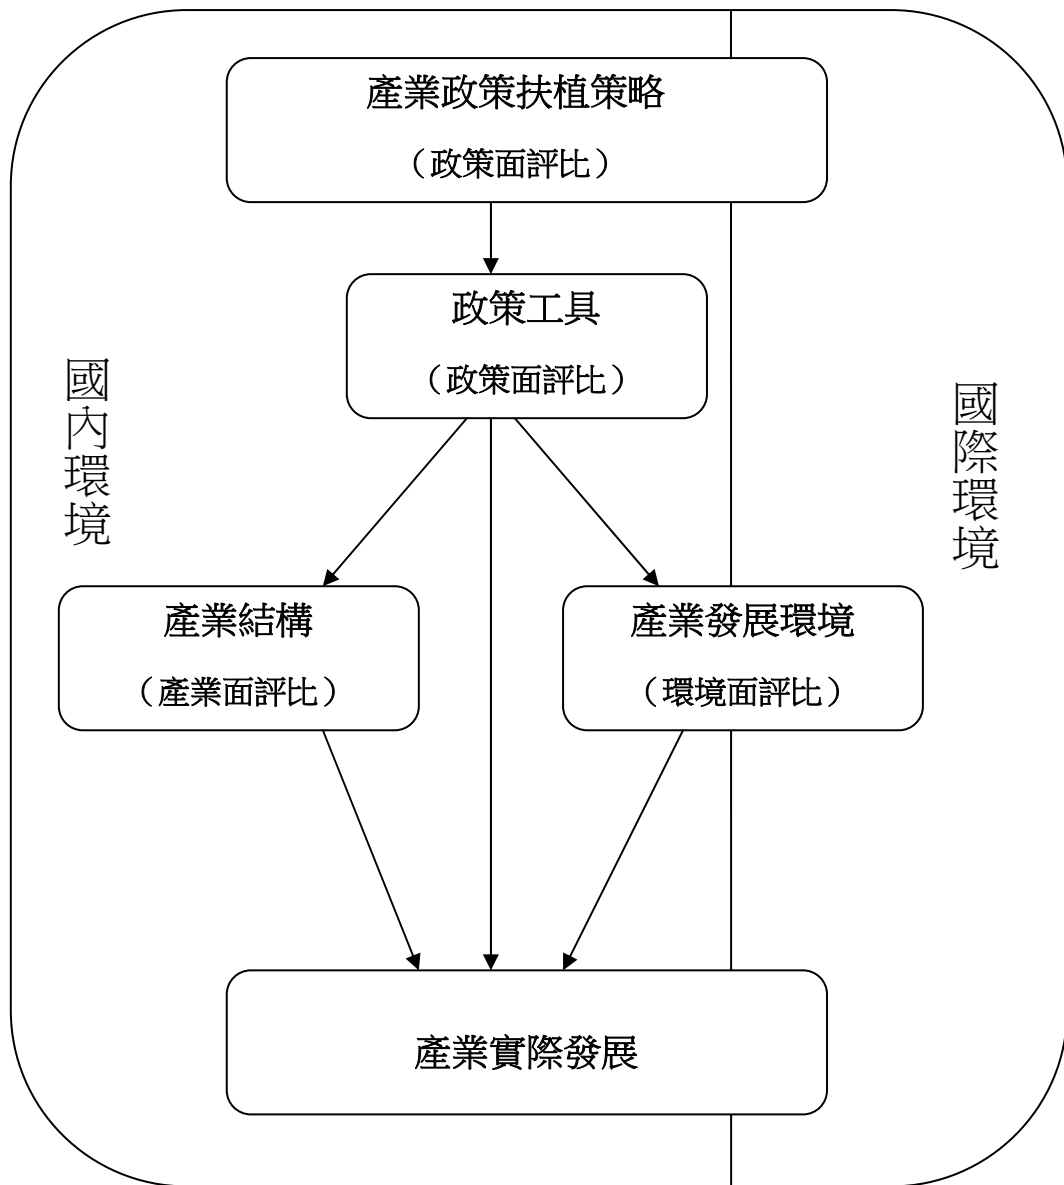 產業政策扶植策略
（政策面評比）
政策工具
（政策面評比）
國內環境
國際環境
產業結構
（產業面評比）
產業發展環境
（環境面評比）
產業實際發展